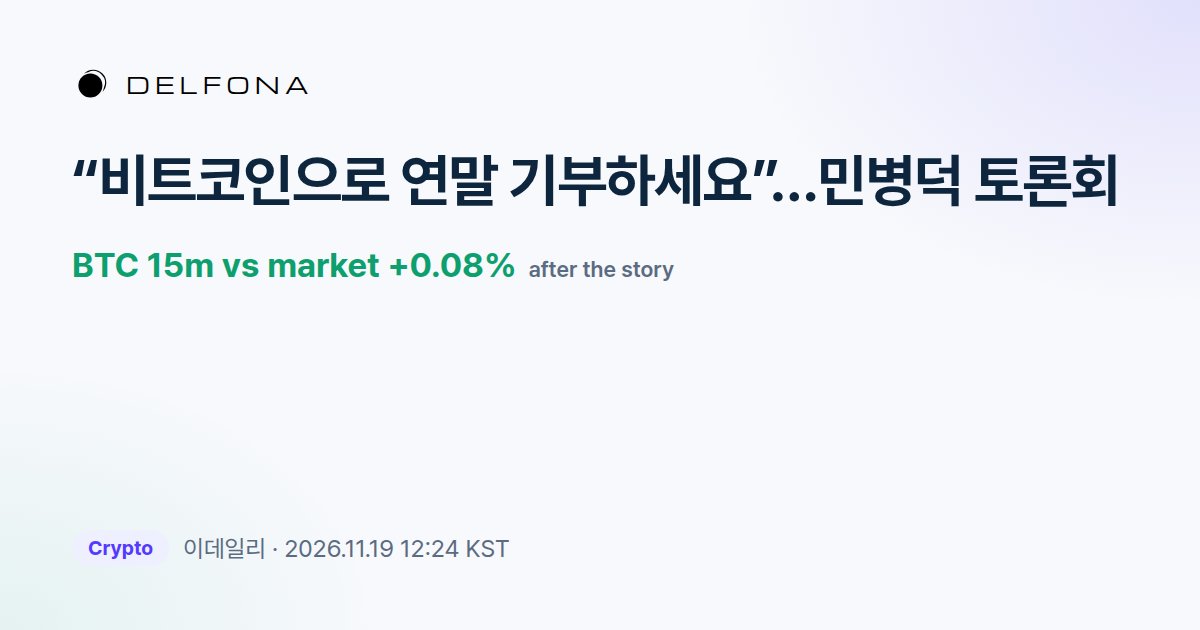 DELFONA
“비트코인으로 연말 기부하세요”…민병덕 토론회
BTC 15m vs market +0.08% after the story
Crypto 이데일리 · 2026.11.19 12:24 KST